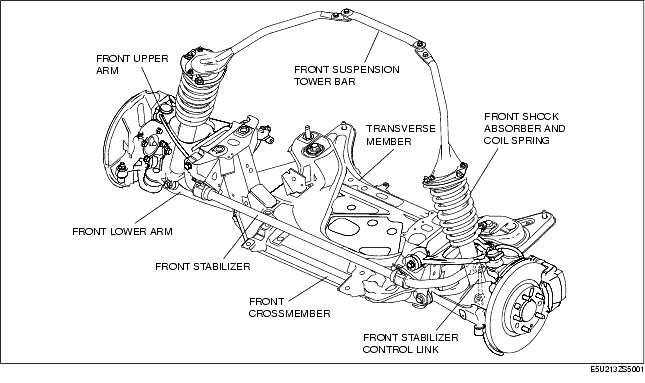 FRONT UPPER
ARM
FRONT SUSPENSION
TOWER BAR
FRONT SHOCK
ABSORBER AND
COIL SPRING
TRANSVERSE
MEMBER
FRONT LOWER ARM
FRONT STABILIZER
FRONT
CROSSMEMBER
FRONT STABILIZER
CONTROL LINK
E5U213ZS5001